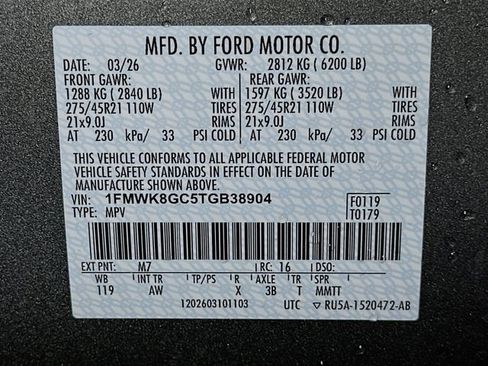 MFD. BY FORD MOTOR CO.
DATE: 03/26 GVWR: 2812 KG ( 6200 LB)
FRONT GAWR: REAR GAWR:
1288 KG ( 2840 LB) WITH 1597 KG ( 3520 LB) WITH
275/45R21 110W TIRES 275/45R21 110W TIRES
21x9.0J RIMS 21x9.0J RIMS
AT 230 kPa/ 33 PSI COLD AT 230 kPa/ 33 PSI COLD
THIS VEHICLE CONFORMS TO ALL APPLICABLE FEDERAL MOTOR
VEHICLE SAFETY STANDARDS IN EFFECT ON THE DATE OF
MANUFACTURE SHOWN ABOVE.
VIN: 1FMWK8GC5TGB38904 F0119
TYPE: MPV T0179
EXT PNT: M7 RC: 16 DSO:
WB INT TR TP/PS R AXLE TR SPR
119 AW X 3B T MMTT
1202603101103 UTC ▽ RU5A-1520472-AB